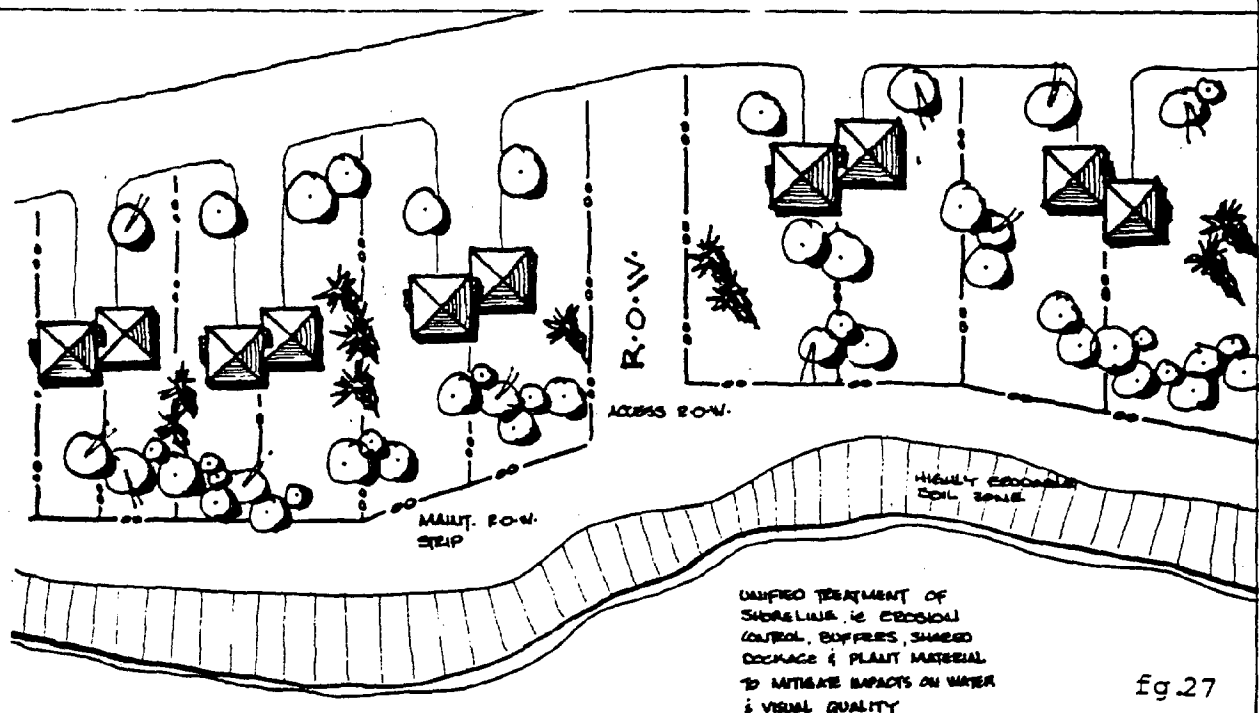 R.O.W.
ACCESS R.O.W.
HIGHLY ERODABLE
SOIL ZONE
MAINT. R.O.W.
STRIP
UNIFIED TREATMENT OF
SHORELINE, ie EROSION
CONTROL, BUFFERS, SHARED
DOCKAGE & PLANT MATERIAL
TO MITIGATE IMPACTS ON WATER
& VISUAL QUALITY
fg.27